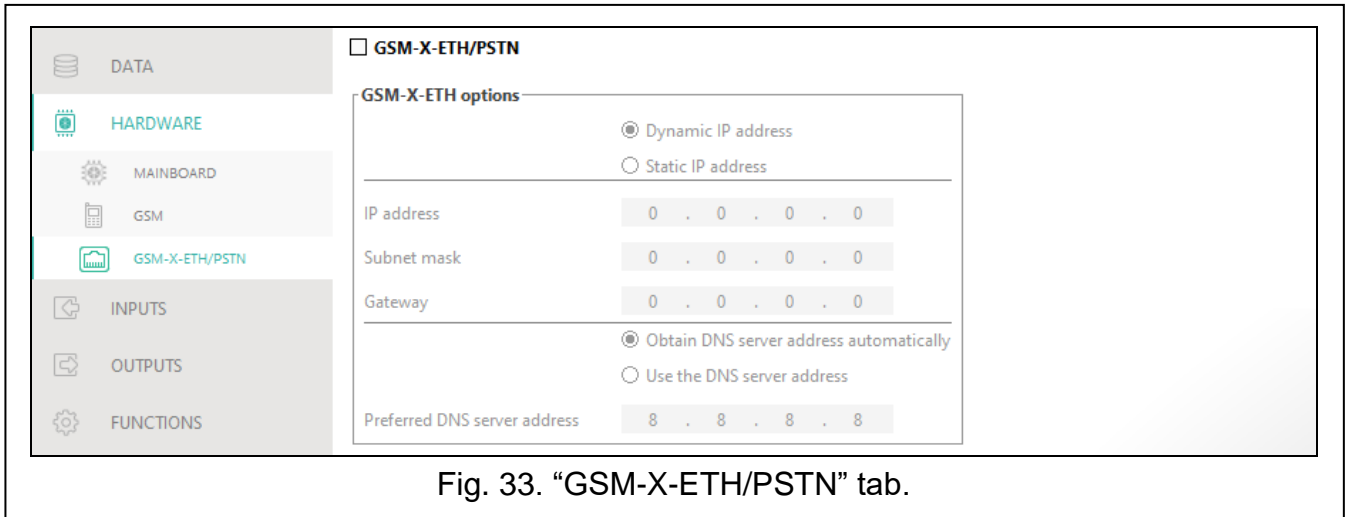 DATA
HARDWARE
MAINBOARD
GSM
GSM-X-ETH/PSTN
INPUTS
OUTPUTS
FUNCTIONS
GSM-X-ETH/PSTN
GSM-X-ETH options
Dynamic IP address
Static IP address
IP address 0 . 0 . 0 . 0
Subnet mask 0 . 0 . 0 . 0
Gateway 0 . 0 . 0 . 0
Obtain DNS server address automatically
Use the DNS server address
Preferred DNS server address 8 . 8 . 8 . 8
Fig. 33. “GSM-X-ETH/PSTN” tab.